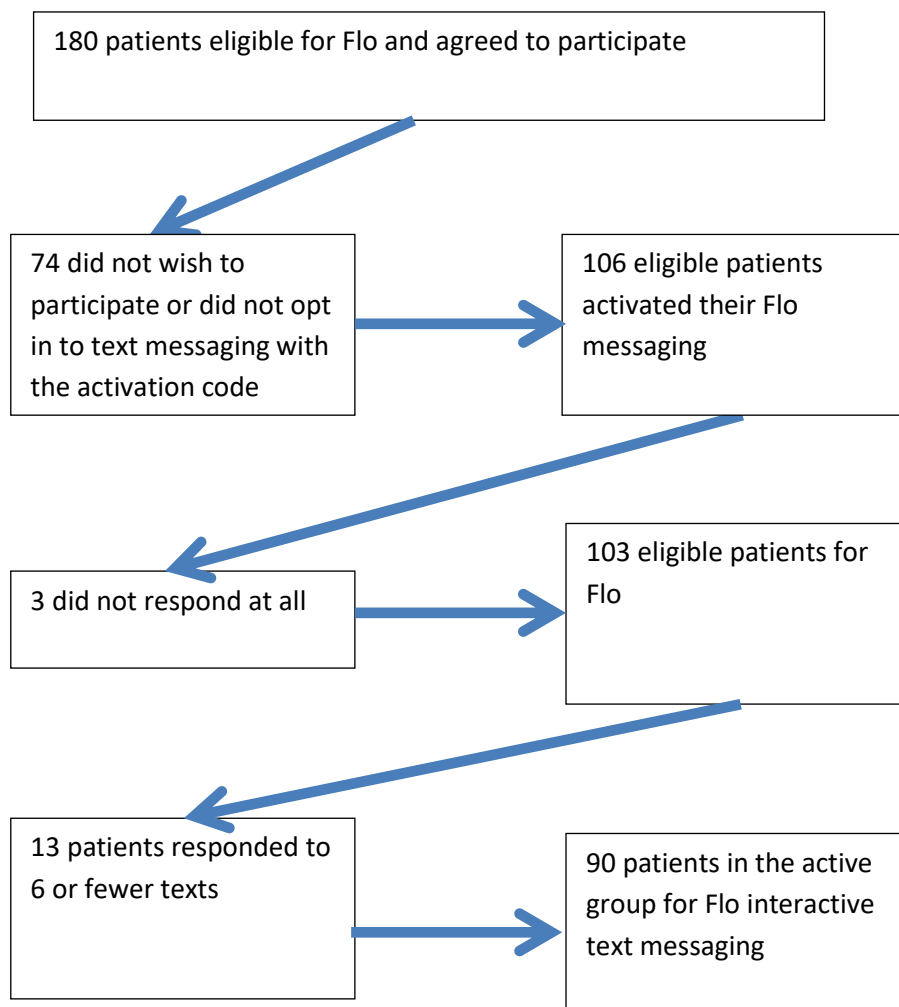 180 patients eligible for Flo and agreed to participate
74 did not wish to
participate or did not opt
in to text messaging with
the activation code
106 eligible patients
activated their Flo
messaging
3 did not respond at all
103 eligible patients for
Flo
13 patients responded to
6 or fewer texts
90 patients in the active
group for Flo interactive
text messaging